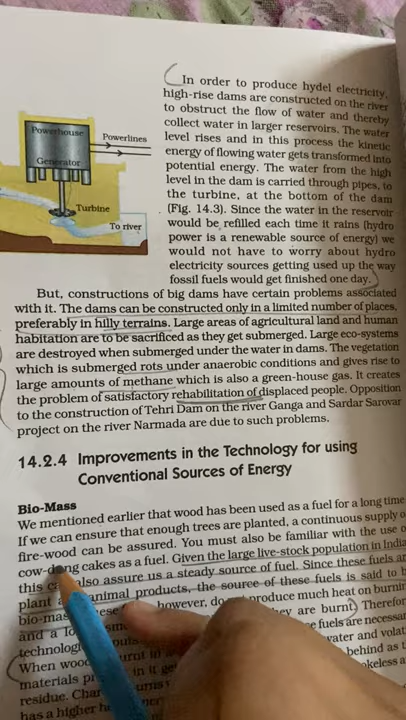 In order to produce hydel electricity,
high-rise dams are constructed on the river
to obstruct the flow of water and thereby
collect water in larger reservoirs. The water
level rises and in this process the kinetic
energy of flowing water gets transformed into
potential energy. The water from the high
level in the dam is carried through pipes, to
the turbine, at the bottom of the dam
(Fig. 14.3). Since the water in the reservoir
would be refilled each time it rains (hydro
power is a renewable source of energy) we
would not have to worry about hydro
electricity sources getting used up the way
fossil fuels would get finished one day.
Powerhouse
Generator
Powerlines
Turbine
To river
But, constructions of big dams have certain problems associated
with it. The dams can be constructed only in a limited number of places,
preferably in hilly terrains. Large areas of agricultural land and human
habitation are to be sacrificed as they get submerged. Large eco-systems
are destroyed when submerged under the water in dams. The vegetation
which is submerged rots under anaerobic conditions and gives rise to
large amounts of methane which is also a green-house gas. It creates
the problem of satisfactory rehabilitation of displaced people. Opposition
to the construction of Tehri Dam on the river Ganga and Sardar Sarovar
project on the river Narmada are due to such problems.
14.2.4 Improvements in the Technology for using
Conventional Sources of Energy
Bio-Mass
We mentioned earlier that wood has been used as a fuel for a long time
If we can ensure that enough trees are planted, a continuous supply
fire-wood can be assured. You must also be familiar with the use
cow-dung cakes as a fuel. Given the large live-stock population in India
this can also assure us a steady source of fuel. Since these fuels
plant animal products, the source of these fuels is said to
however, do produce much heat on
and a they are burnt Therefor
fuels are
When wood burnt in water and
materials in it behind as
residue.
has a higher